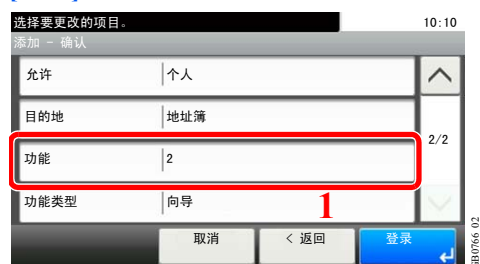 选择要更改的项目。 10:10
添加 - 确认
允许 个人
目的地 地址簿
2/2
功能 2
功能类型 向导
1
取消 < 返回 登录